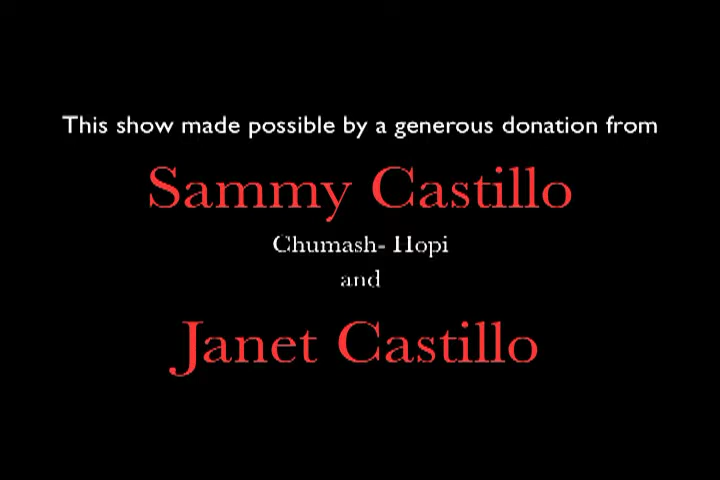 This show made possible by a generous donation from
Sammy Castillo
Chumash- Hopi
and
Janet Castillo